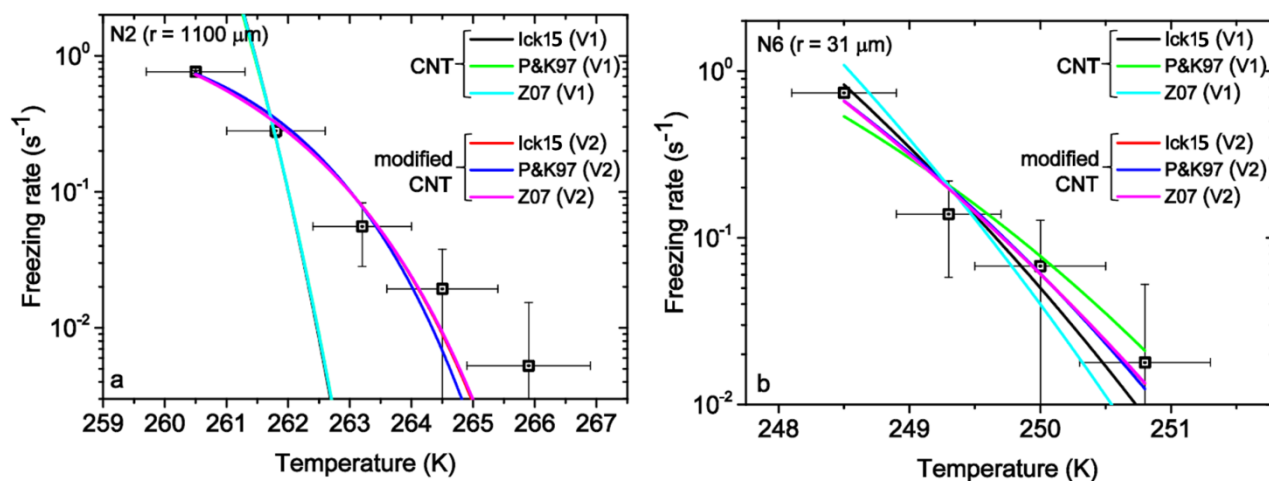 N2 (r = 1100 μm)
CNT
Ick15 (V1)
P&K97 (V1)
Z07 (V1)
modified
CNT
Ick15 (V2)
P&K97 (V2)
Z07 (V2)
Freezing rate (s⁻¹)
10⁰
10⁻¹
10⁻²
a
259 260 261 262 263 264 265 266 267
Temperature (K)
N6 (r = 31 μm)
CNT
Ick15 (V1)
P&K97 (V1)
Z07 (V1)
modified
CNT
Ick15 (V2)
P&K97 (V2)
Z07 (V2)
Freezing rate (s⁻¹)
10⁰
10⁻¹
10⁻²
b
248 249 250 251
Temperature (K)